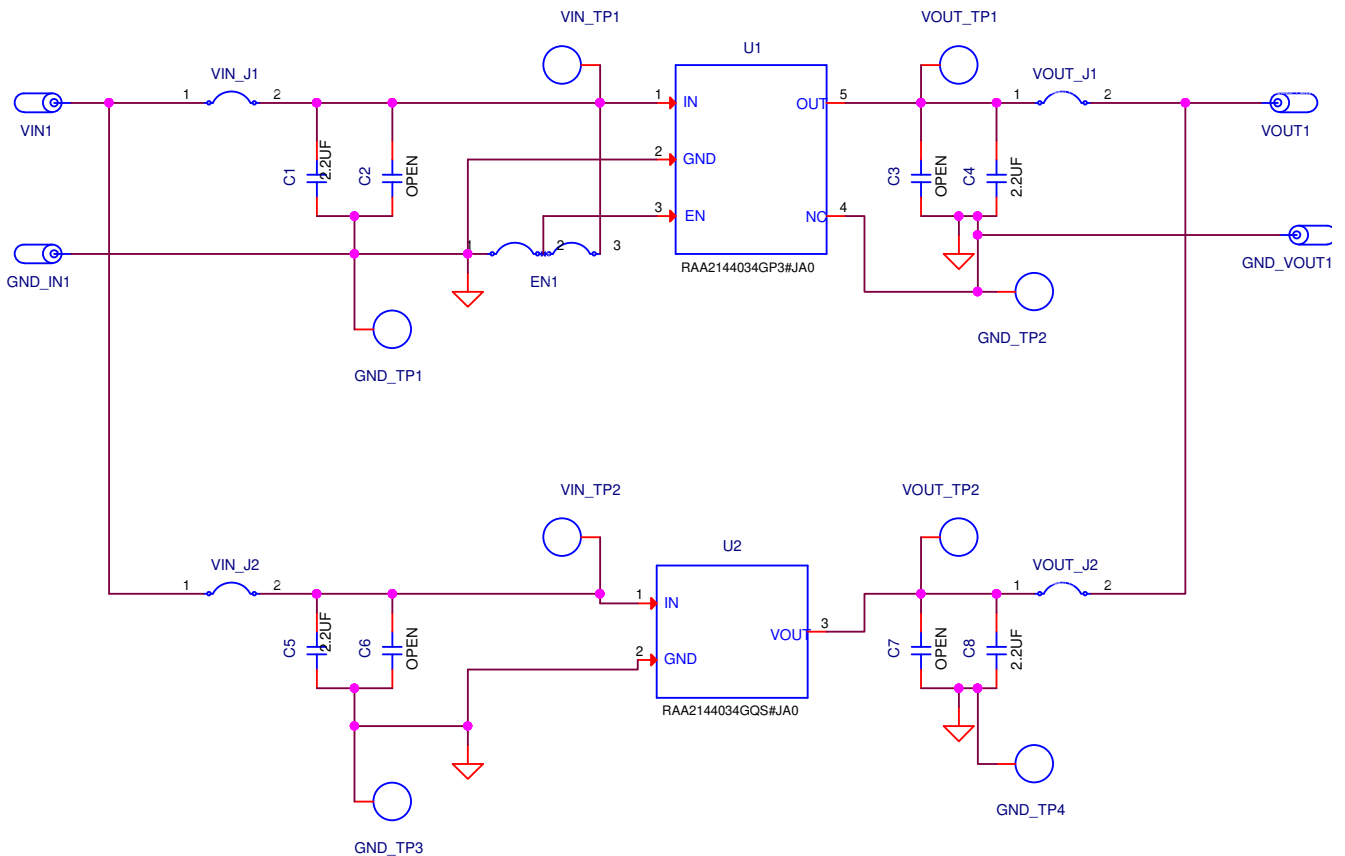 VIN_TP1
VOUT_TP1
U1
VIN_J1
VOUT_J1
1
2
1
IN
OUT
5
1
2
VIN1
VOUT1
2
GND
C1
2.2UF
C2
OPEN
C3
OPEN
C4
2.2UF
3
EN
NC
4
1
2
3
GND_IN1
EN1
RAA2144034GP3#JA0
GND_VOUT1
GND_TP2
GND_TP1
VIN_TP2
VOUT_TP2
U2
VIN_J2
VOUT_J2
1
2
1
IN
1
2
VOUT
3
C5
2.2UF
C6
OPEN
2
GND
C7
OPEN
C8
2.2UF
RAA2144034GQS#JA0
GND_TP4
GND_TP3